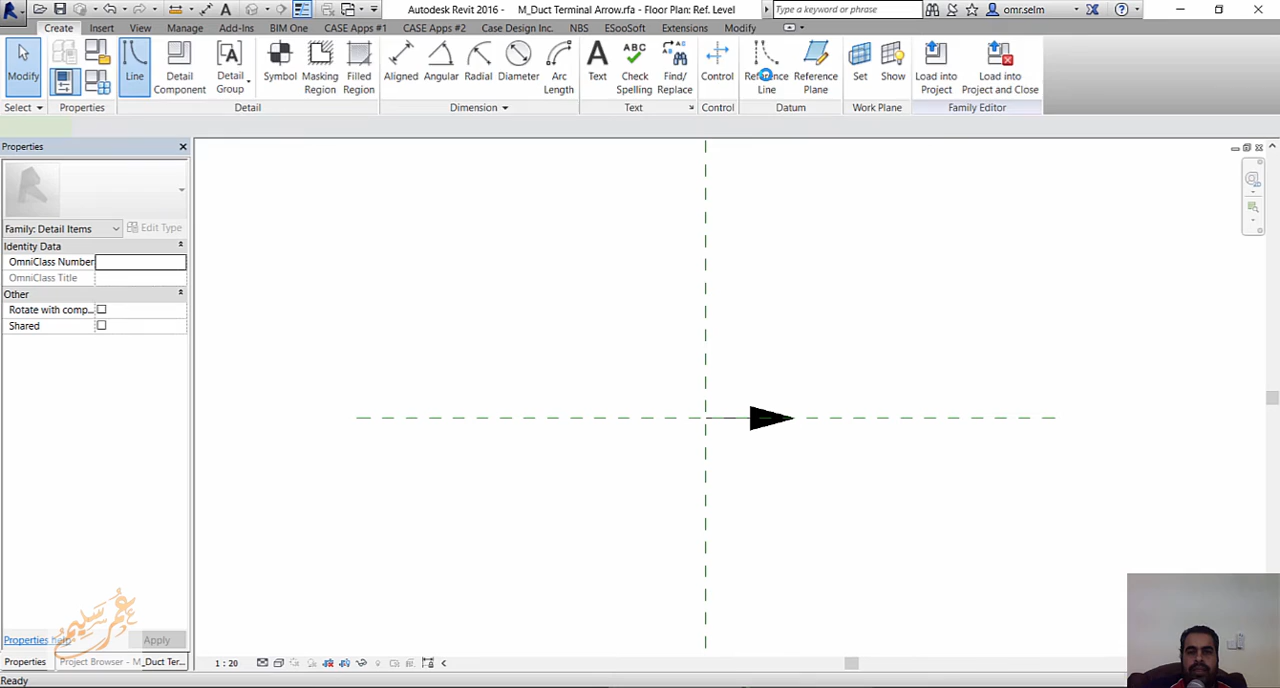 Autodesk Revit 2016 - M_Duct Terminal Arrow.rfa - Floor Plan: Ref. Level
Type a keyword or phrase
omr.selm
Create Insert View Manage Add-Ins BIM One CASE Apps #1 CASE Apps #2 Case Design Inc. NBS ESooSoft Extensions Modify
Modify Line Detail Component Detail Group Symbol Masking Region Filled Region Aligned Angular Radial Diameter Arc Length Text Check Spelling Find/ Replace Control Reference Line Reference Plane Set Show Load into Project Load into Project and Close
Select Properties Detail Dimension Text Control Datum Work Plane Family Editor
Properties
Family: Detail Items Edit Type
Identity Data
OmniClass Number
OmniClass Title
Other
Rotate with comp...
Shared
عمر سليم
Properties help Apply
Properties Project Browser - M_Duct Ter...
1 : 20
Ready